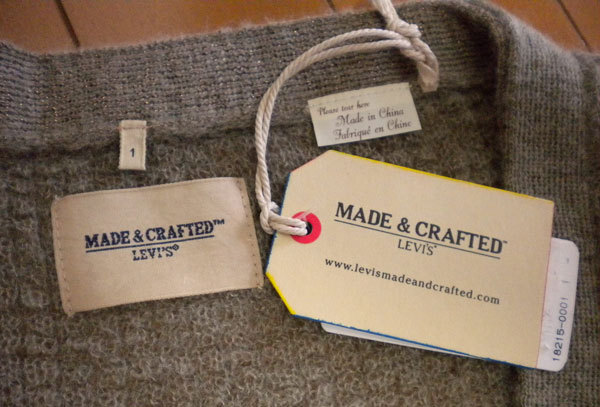 1
MADE & CRAFTED™
LEVI'S®
Please tear here
Made in China
Fabriqué en Chine
MADE & CRAFTED™
LEVI'S®
www.levismadeandcrafted.com
18215-0001